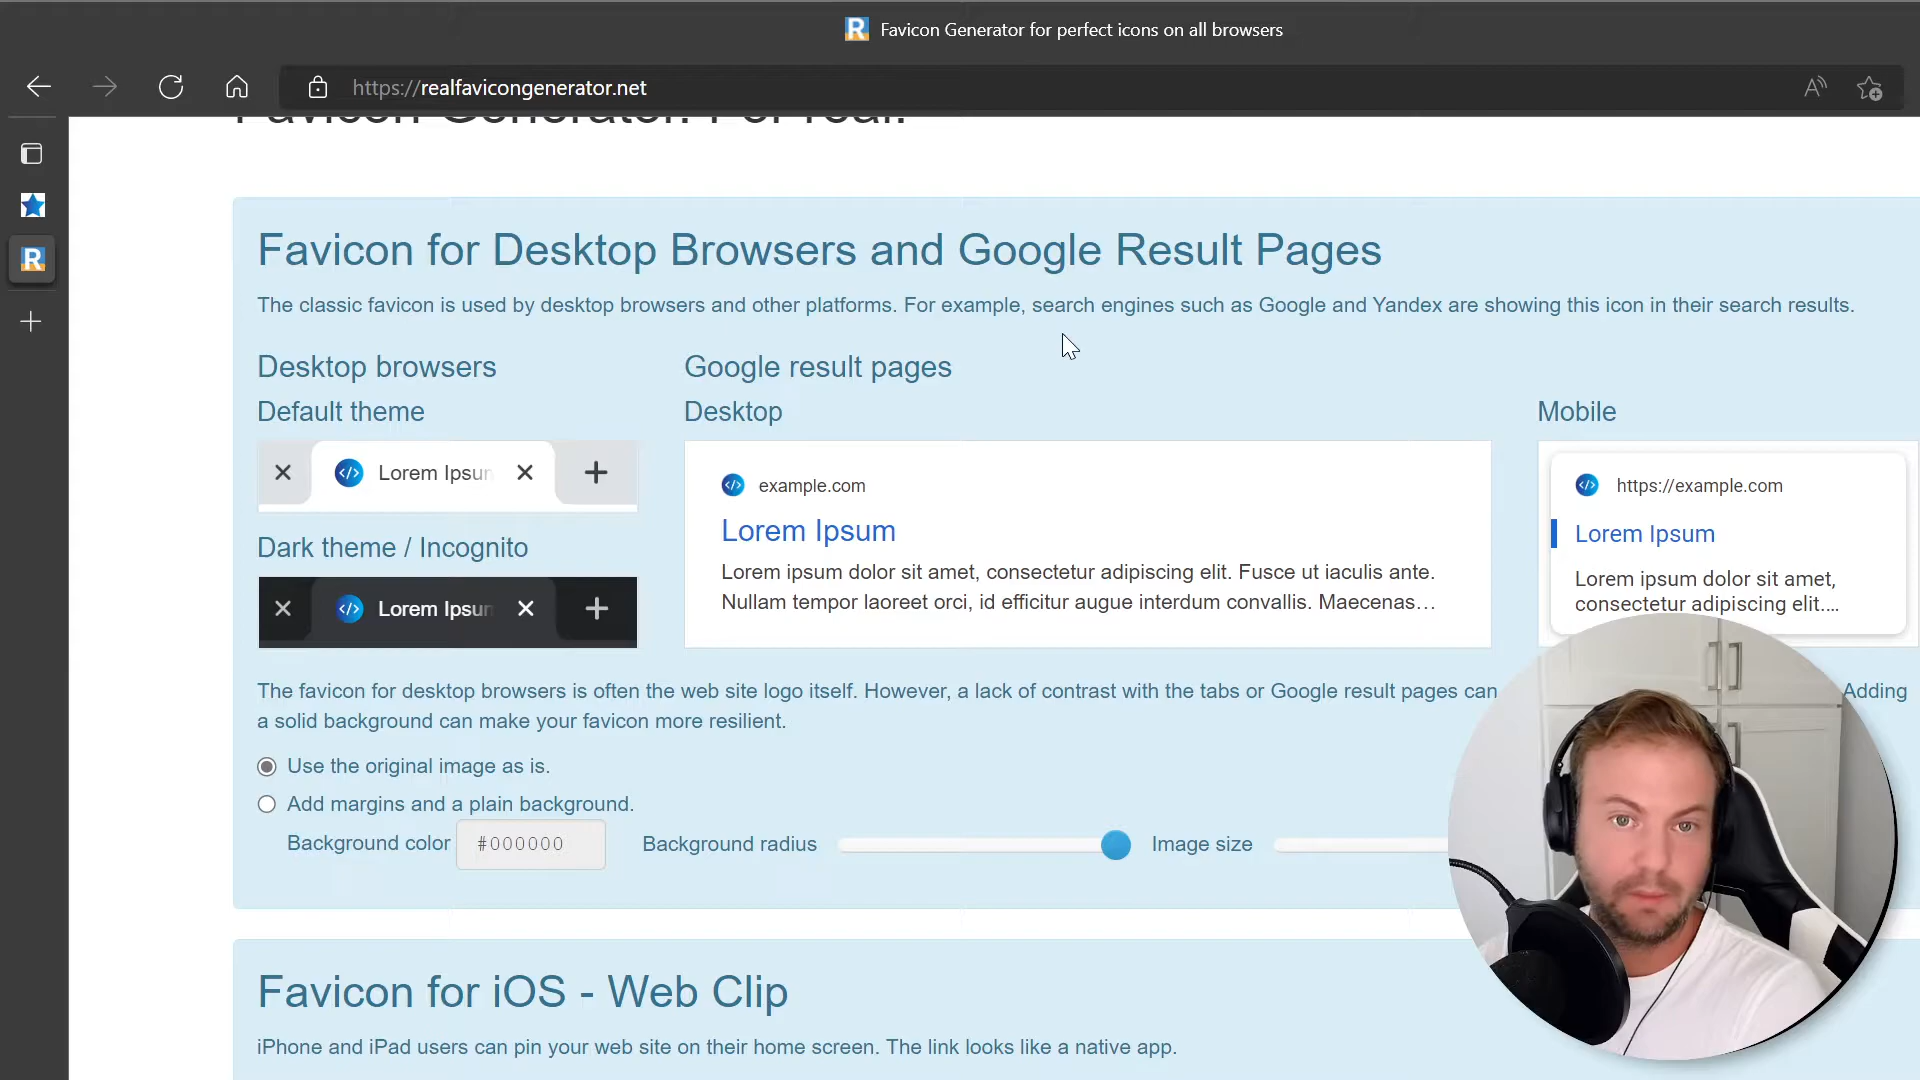 R Favicon Generator for perfect icons on all browsers
https://realfavicongenerator.net
A
Favicon Generator. For real.
R
Favicon for Desktop Browsers and Google Result Pages
The classic favicon is used by desktop browsers and other platforms. For example, search engines such as Google and Yandex are showing this icon in their search results.
Desktop browsers
Default theme
</> Lorem Ipsum
Dark theme / Incognito
</> Lorem Ipsum
Google result pages
Desktop
</> example.com
Lorem Ipsum
Lorem ipsum dolor sit amet, consectetur adipiscing elit. Fusce ut iaculis ante.
Nullam tempor laoreet orci, id efficitur augue interdum convallis. Maecenas…
Mobile
</> https://example.com
Lorem Ipsum
Lorem ipsum dolor sit amet,
consectetur adipiscing elit....
The favicon for desktop browsers is often the web site logo itself. However, a lack of contrast with the tabs or Google result pages can Adding
a solid background can make your favicon more resilient.
Use the original image as is.
Add margins and a plain background.
Background color #000000 Background radius Image size
Favicon for iOS - Web Clip
iPhone and iPad users can pin your web site on their home screen. The link looks like a native app.